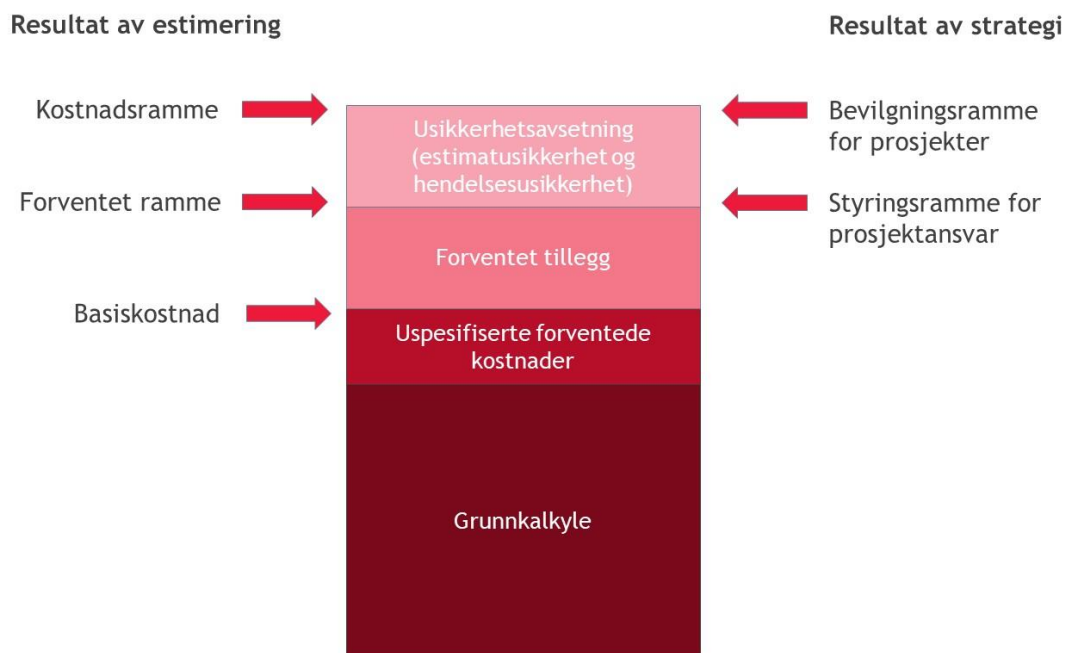 Resultat av estimering
Resultat av strategi
Kostnadsramme
Bevilgningsramme
for prosjekter
Usikkerhetsavsetning
(estimatusikkerhet og
hendelsesusikkerhet)
Forventet ramme
Styringsramme for
prosjektansvar
Forventet tillegg
Basiskostnad
Uspesifiserte forventede
kostnader
Grunnkalkyle